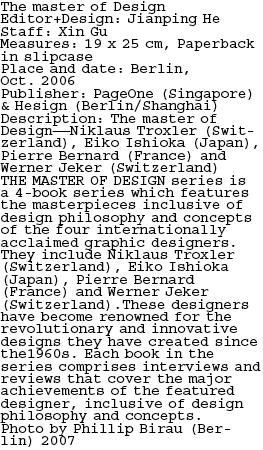 The master of Design
Editor+Design: Jianping He
Staff: Xin Gu
Measures: 19 x 25 cm, Paperback
in slipcase
Place and date: Berlin,
Oct. 2006
Publisher: PageOne (Singapore)
& Hesign (Berlin/Shanghai)
Description: The master of
Design——Niklaus Troxler (Swit-
zerland), Eiko Ishioka (Japan),
Pierre Bernard (France) and
Werner Jeker (Switzerland)
THE MASTER OF DESIGN series is
a 4-book series which features
the masterpieces inclusive of
design philosophy and concepts
of the four internationally
acclaimed graphic designers.
They include Niklaus Troxler
(Switzerland), Eiko Ishioka
(Japan), Pierre Bernard
(France) and Werner Jeker
(Switzerland).These designers
have become renowned for the
revolutionary and innovative
designs they have created since
the1960s. Each book in the
series comprises interviews and
reviews that cover the major
achievements of the featured
designer, inclusive of design
philosophy and concepts.
Photo by Phillip Birau (Ber-
lin) 2007